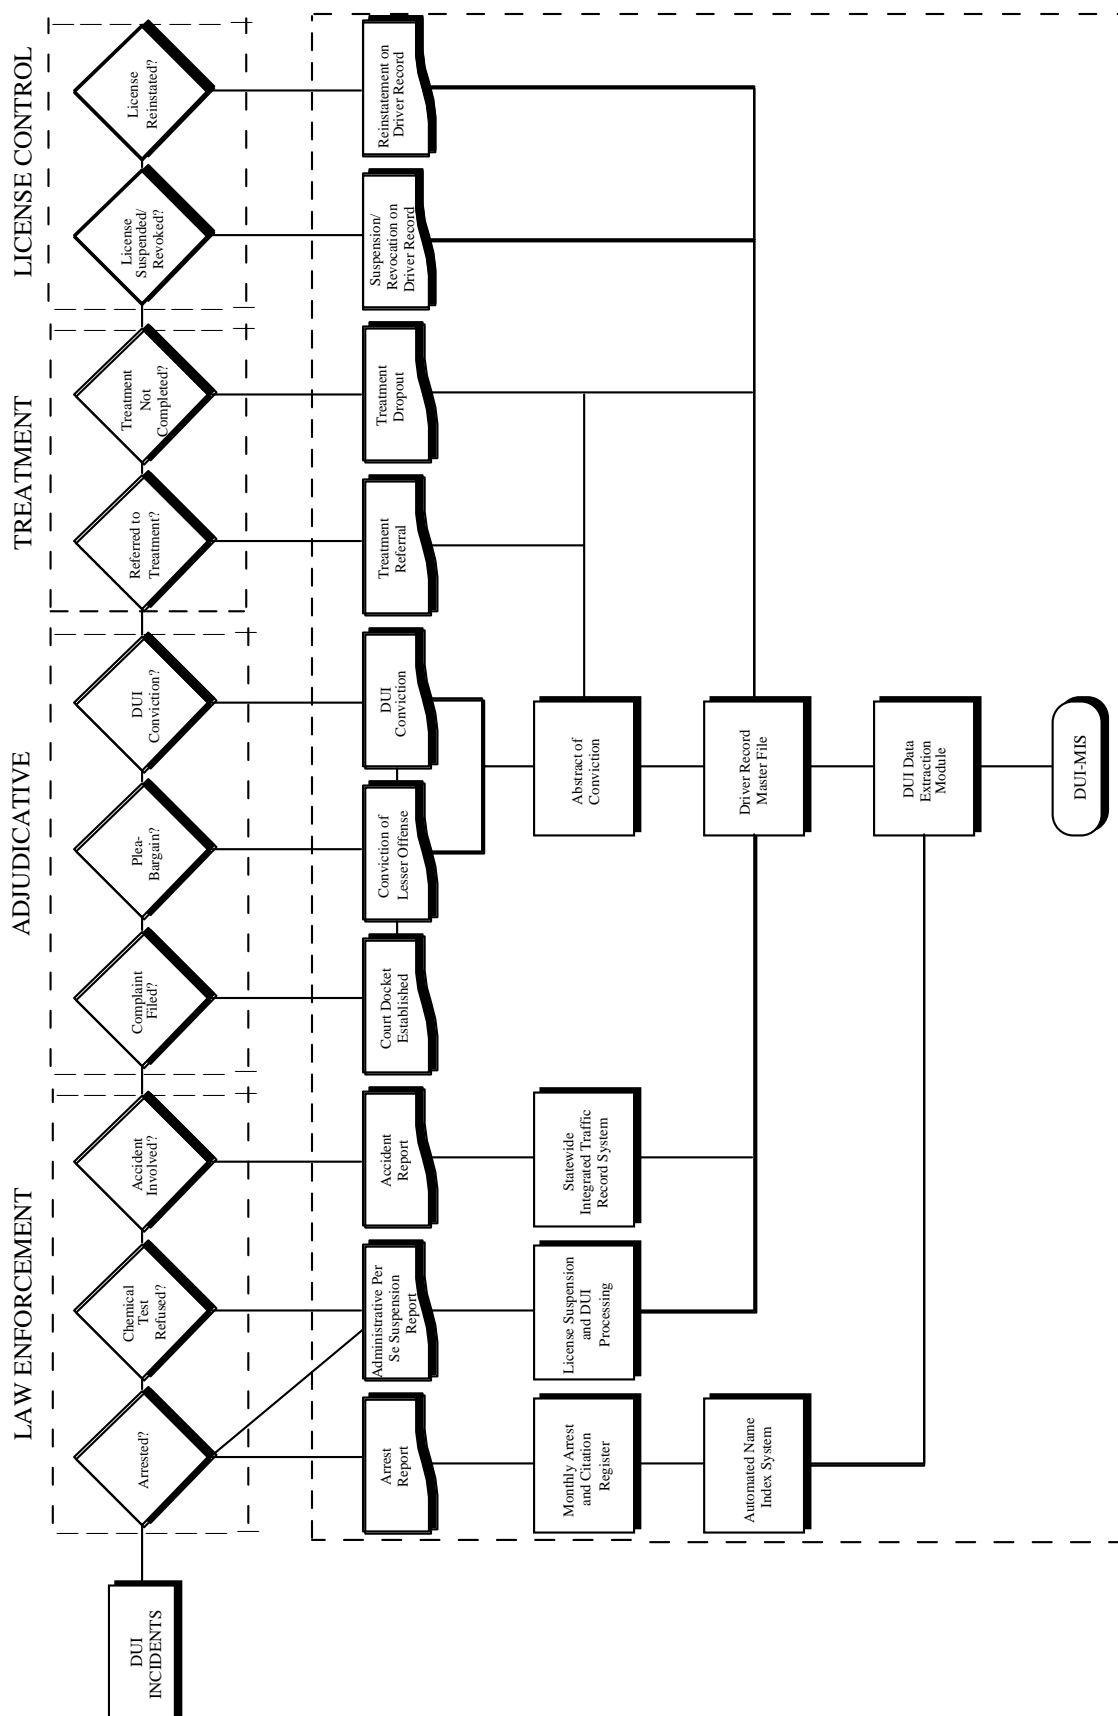 LAW ENFORCEMENT
ADJUDICATIVE
TREATMENT
LICENSE CONTROL
DUI
INCIDENTS
Arrested?
Chemical
Test
Refused?
Accident
Involved?
Complaint
Filed?
Plea-
Bargain?
DUI
Conviction?
Referred to
Treatment?
Treatment
Not
Completed?
License
Suspended/
Revoked?
License
Reinstated?
Arrest
Report
Administrative Per
Se Suspension
Report
Accident
Report
Court Docket
Established
Conviction of
Lesser Offense
DUI
Conviction
Treatment
Referral
Treatment
Dropout
Suspension/
Revocation on
Driver Record
Reinstatement on
Driver Record
Monthly Arrest
and Citation
Register
License Suspension
and DUI
Processing
Statewide
Integrated Traffic
Record System
Abstract of
Conviction
Automated Name
Index System
Driver Record
Master File
DUI Data
Extraction
Module
DUI-MIS